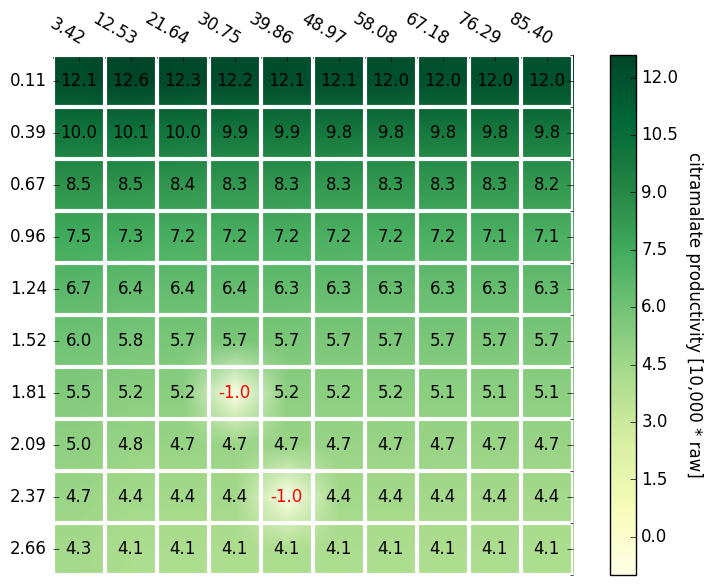 3.42 12.53 21.64 30.75 39.86 48.97 58.08 67.18 76.29 85.40
0.11 12.1 12.6 12.3 12.2 12.1 12.1 12.0 12.0 12.0 12.0
0.39 10.0 10.1 10.0 9.9 9.9 9.8 9.8 9.8 9.8 9.8
0.67 8.5 8.5 8.4 8.3 8.3 8.3 8.3 8.3 8.3 8.2
0.96 7.5 7.3 7.2 7.2 7.2 7.2 7.2 7.2 7.1 7.1
1.24 6.7 6.4 6.4 6.4 6.3 6.3 6.3 6.3 6.3 6.3
1.52 6.0 5.8 5.7 5.7 5.7 5.7 5.7 5.7 5.7 5.7
1.81 5.5 5.2 5.2 -1.0 5.2 5.2 5.2 5.1 5.1 5.1
2.09 5.0 4.8 4.7 4.7 4.7 4.7 4.7 4.7 4.7 4.7
2.37 4.7 4.4 4.4 4.4 -1.0 4.4 4.4 4.4 4.4 4.4
2.66 4.3 4.1 4.1 4.1 4.1 4.1 4.1 4.1 4.1 4.1
12.0
10.5
9.0
7.5
6.0
4.5
3.0
1.5
0.0
citramalate productivity [10,000 * raw]